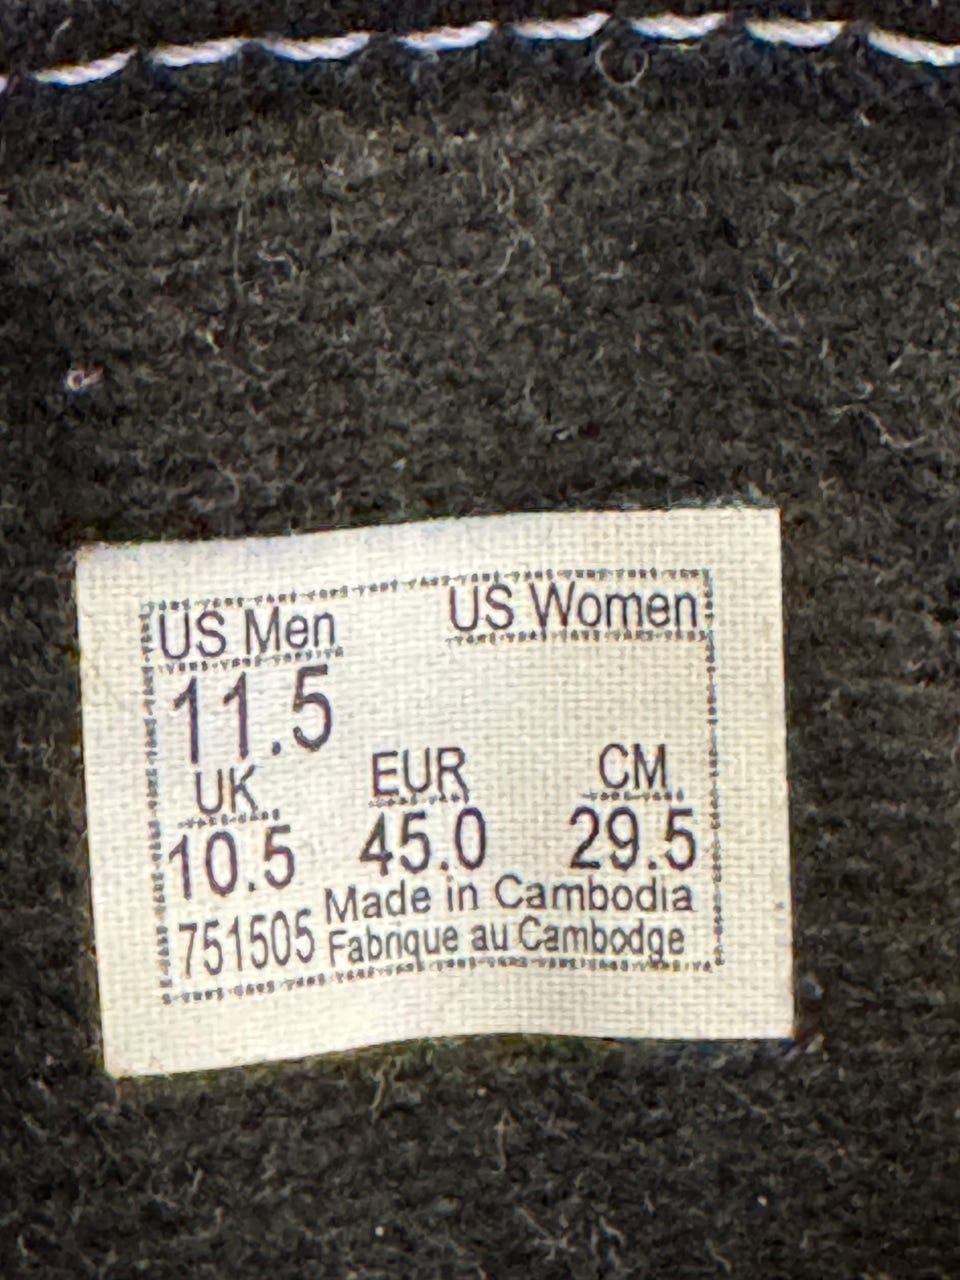 US Men US Women
11.5
UK EUR CM
10.5 45.0 29.5
751505 Made in Cambodia
Fabrique au Cambodge